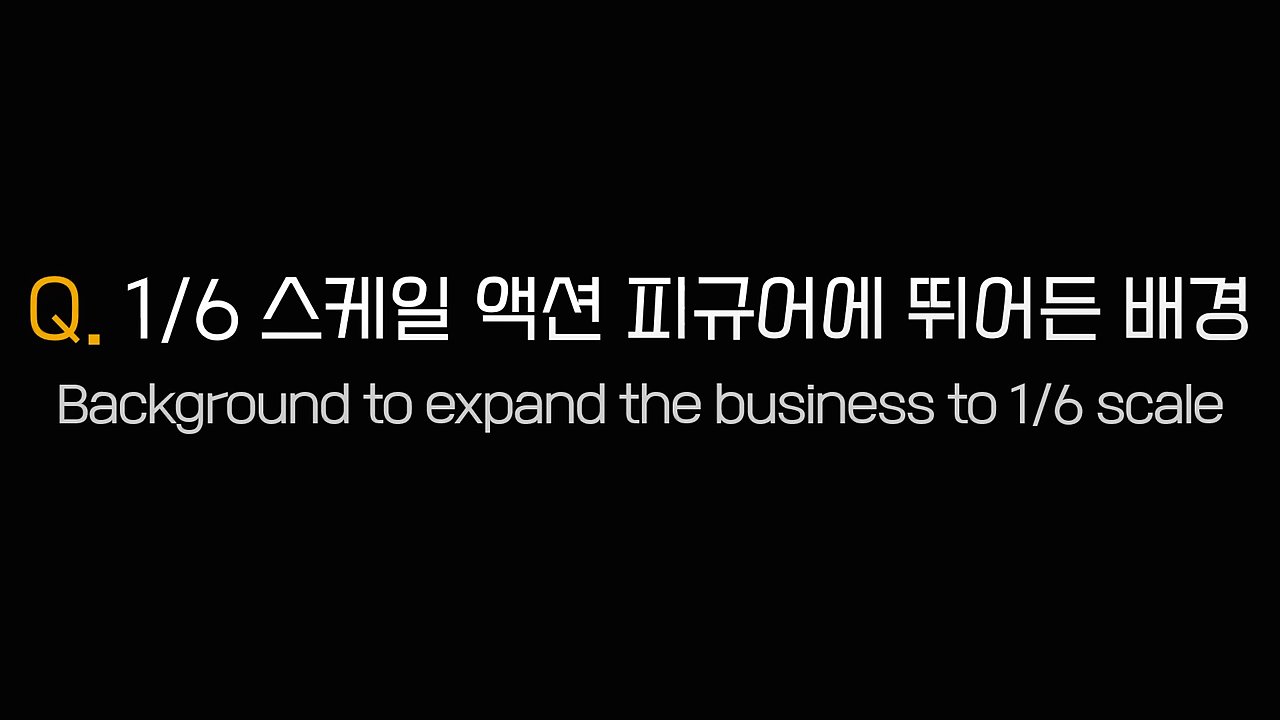 Q. 1/6 스케일 액션 피규어에 뛰어든 배경
Background to expand the business to 1/6 scale